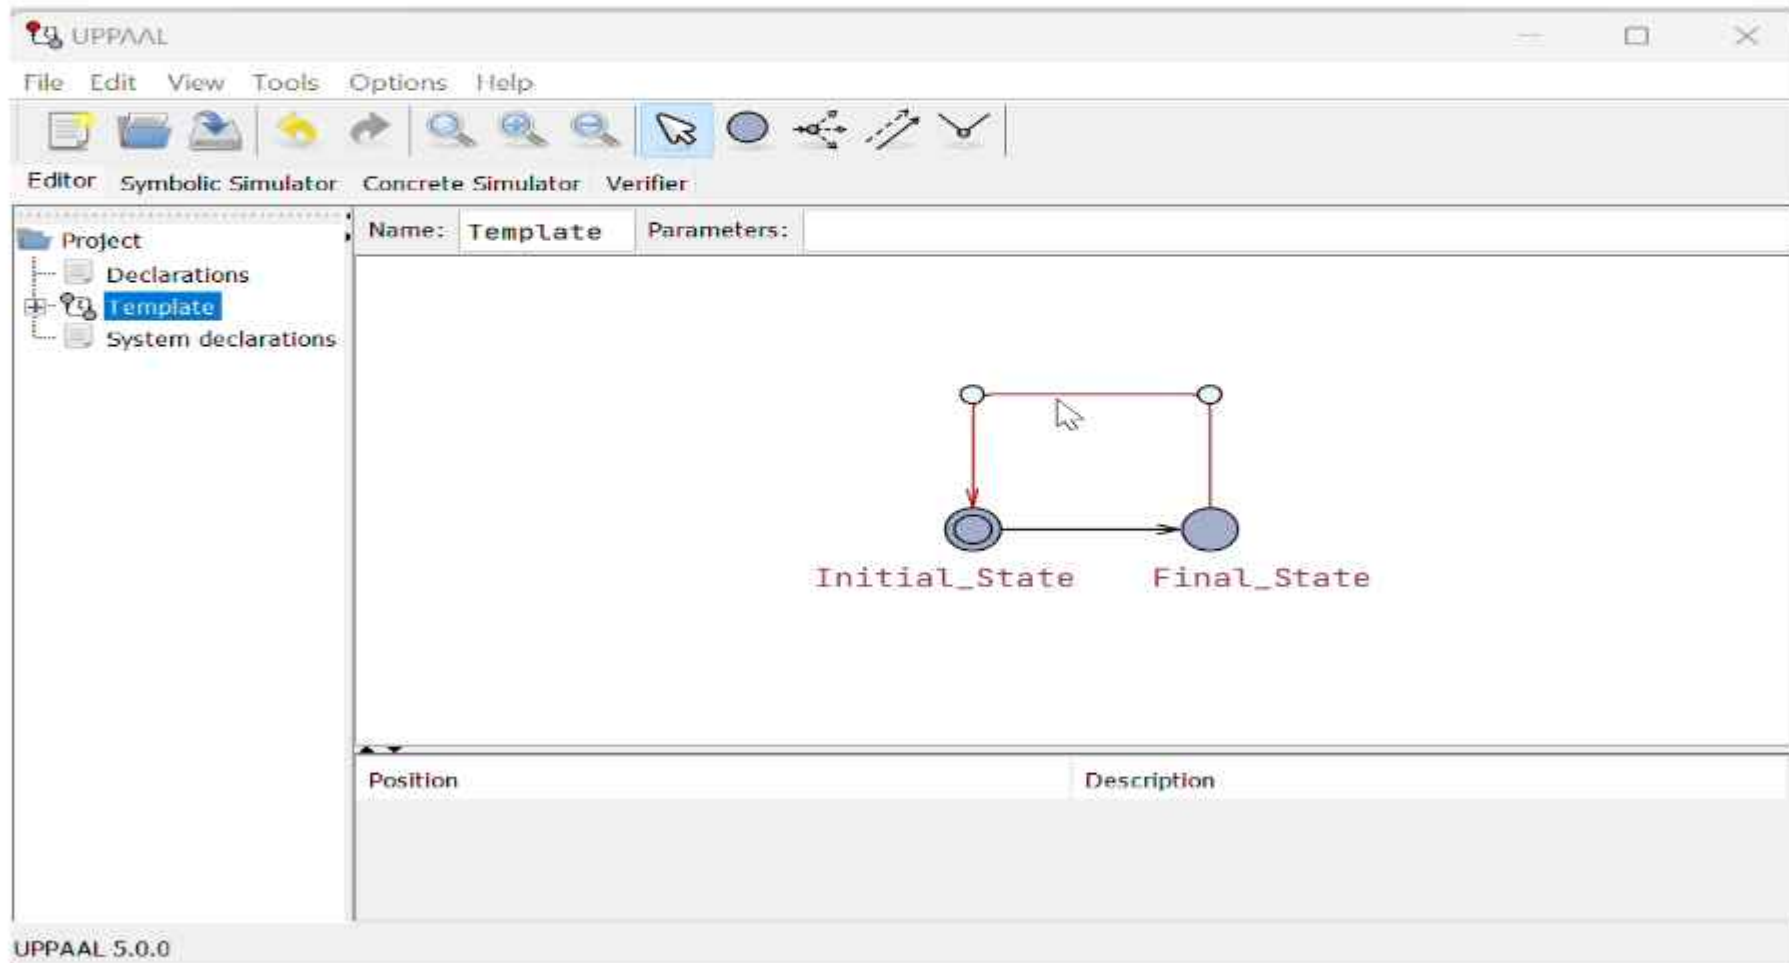 UPPAAL
File Edit View Tools Options Help
Editor Symbolic Simulator Concrete Simulator Verifier
Project
Declarations
Template
System declarations
Name: Template Parameters:
Initial_State Final_State
Position Description
UPPAAL 5.0.0